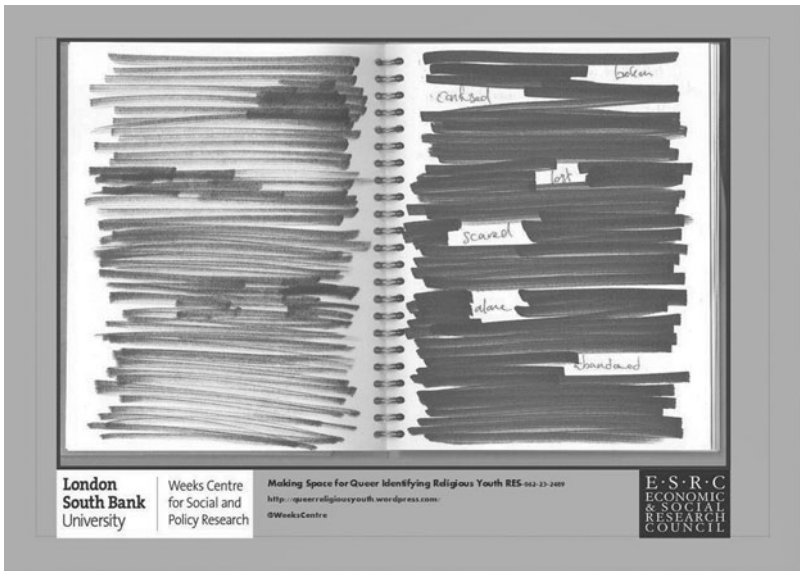 broken
confused
lost
scared
alone
abandoned
London
South Bank
University
Weeks Centre
for Social and
Policy Research
Making Space for Queer Identifying Religious Youth RES-062-23-2489
http://queerreligiousyouth.wordpress.com/
@WeeksCentre
E·S·R·C
ECONOMIC
& SOCIAL
RESEARCH
COUNCIL